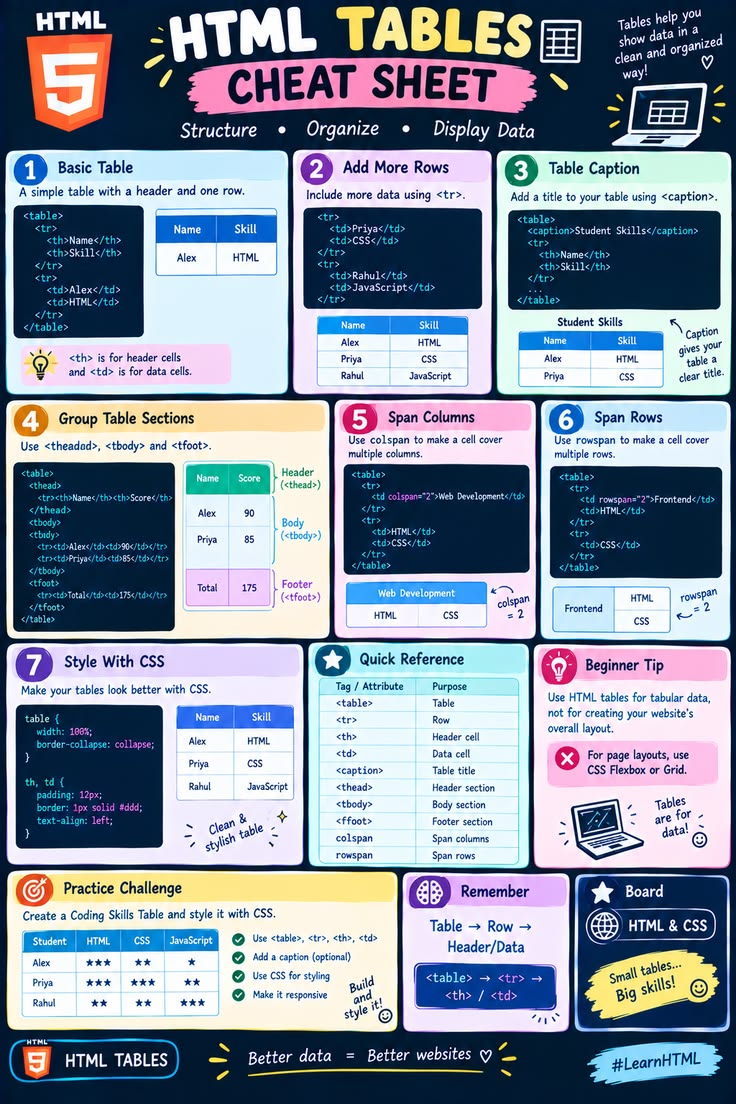 HTML
5
HTML TABLES
CHEAT SHEET
Structure • Organize • Display Data
Tables help you
show data in a
clean and organized
way!
1 Basic Table
A simple table with a header and one row.
<table>
<tr>
<th>Name</th>
<th>Skill</th>
</tr>
<tr>
<td>Alex</td>
<td>HTML</td>
</tr>
</table>
Name Skill
Alex HTML
<th> is for header cells
and <td> is for data cells.
2 Add More Rows
Include more data using <tr>.
<tr>
<td>Priya</td>
<td>CSS</td>
</tr>
<tr>
<td>Rahul</td>
<td>JavaScript</td>
</tr>
Name Skill
Alex HTML
Priya CSS
Rahul JavaScript
3 Table Caption
Add a title to your table using <caption>.
<table>
<caption>Student Skills</caption>
<tr>
<th>Name</th>
<th>Skill</th>
</tr>
...
</table>
Student Skills
Name Skill
Alex HTML
Priya CSS
Caption
gives your
table a
clear title.
4 Group Table Sections
Use <theadad>, <tbody> and <tfoot>.
<table>
<thead>
<tr><th>Name</th><th>Score</th>
</thead>
<tbody>
<tbody>
<tr><td>Alex</td><td>90</td></tr>
<tr><td>Priya</td><td>85</td></tr>
</tbody>
<tfoot>
<tr><td>Total</td><td>175</td></tr>
</tfoot>
</table>
Name Score
Alex 90
Priya 85
Total 175
Header
(<thead>)
Body
(<tbody>)
Footer
(<tfoot>)
5 Span Columns
Use colspan to make a cell cover
multiple columns.
<table>
<tr>
<td colspan="2">Web Development</td>
</tr>
<tr>
<td>HTML</td>
<td>CSS</td>
</tr>
</table>
Web Development
HTML CSS
colspan
= 2
6 Span Rows
Use rowspan to make a cell cover
multiple rows.
<table>
<tr>
<td rowspan="2">Frontend</td>
<td>HTML</td>
</tr>
<tr>
<td>CSS</td>
</tr>
</table>
Frontend HTML
CSS
rowspan
= 2
7 Style With CSS
Make your tables look better with CSS.
table {
width: 100%;
border-collapse: collapse;
}
th, td {
padding: 12px;
border: 1px solid #ddd;
text-align: left;
}
Name Skill
Alex HTML
Priya CSS
Rahul JavaScript
Clean &
stylish table
Quick Reference
Tag / Attribute Purpose
<table> Table
<tr> Row
<th> Header cell
<td> Data cell
<caption> Table title
<thead> Header section
<tbody> Body section
<ffoot> Footer section
colspan Span columns
rowspan Span rows
Beginner Tip
Use HTML tables for tabular data,
not for creating your website's
overall layout.
For page layouts, use
CSS Flexbox or Grid.
Tables
are for
data!
Practice Challenge
Create a Coding Skills Table and style it with CSS.
Student HTML CSS JavaScript
Alex ★★★ ★★ ★
Priya ★★★ ★★★ ★★
Rahul ★★ ★★ ★★★
Use <table>, <tr>, <th>, <td>
Add a caption (optional)
Use CSS for styling
Make it responsive
Build
and
style it!
Remember
Table → Row →
Header/Data
<table> → <tr> →
<th> / <td>
Board
HTML & CSS
Small tables...
Big skills!
HTML
5
HTML TABLES
Better data = Better websites
#LearnHTML